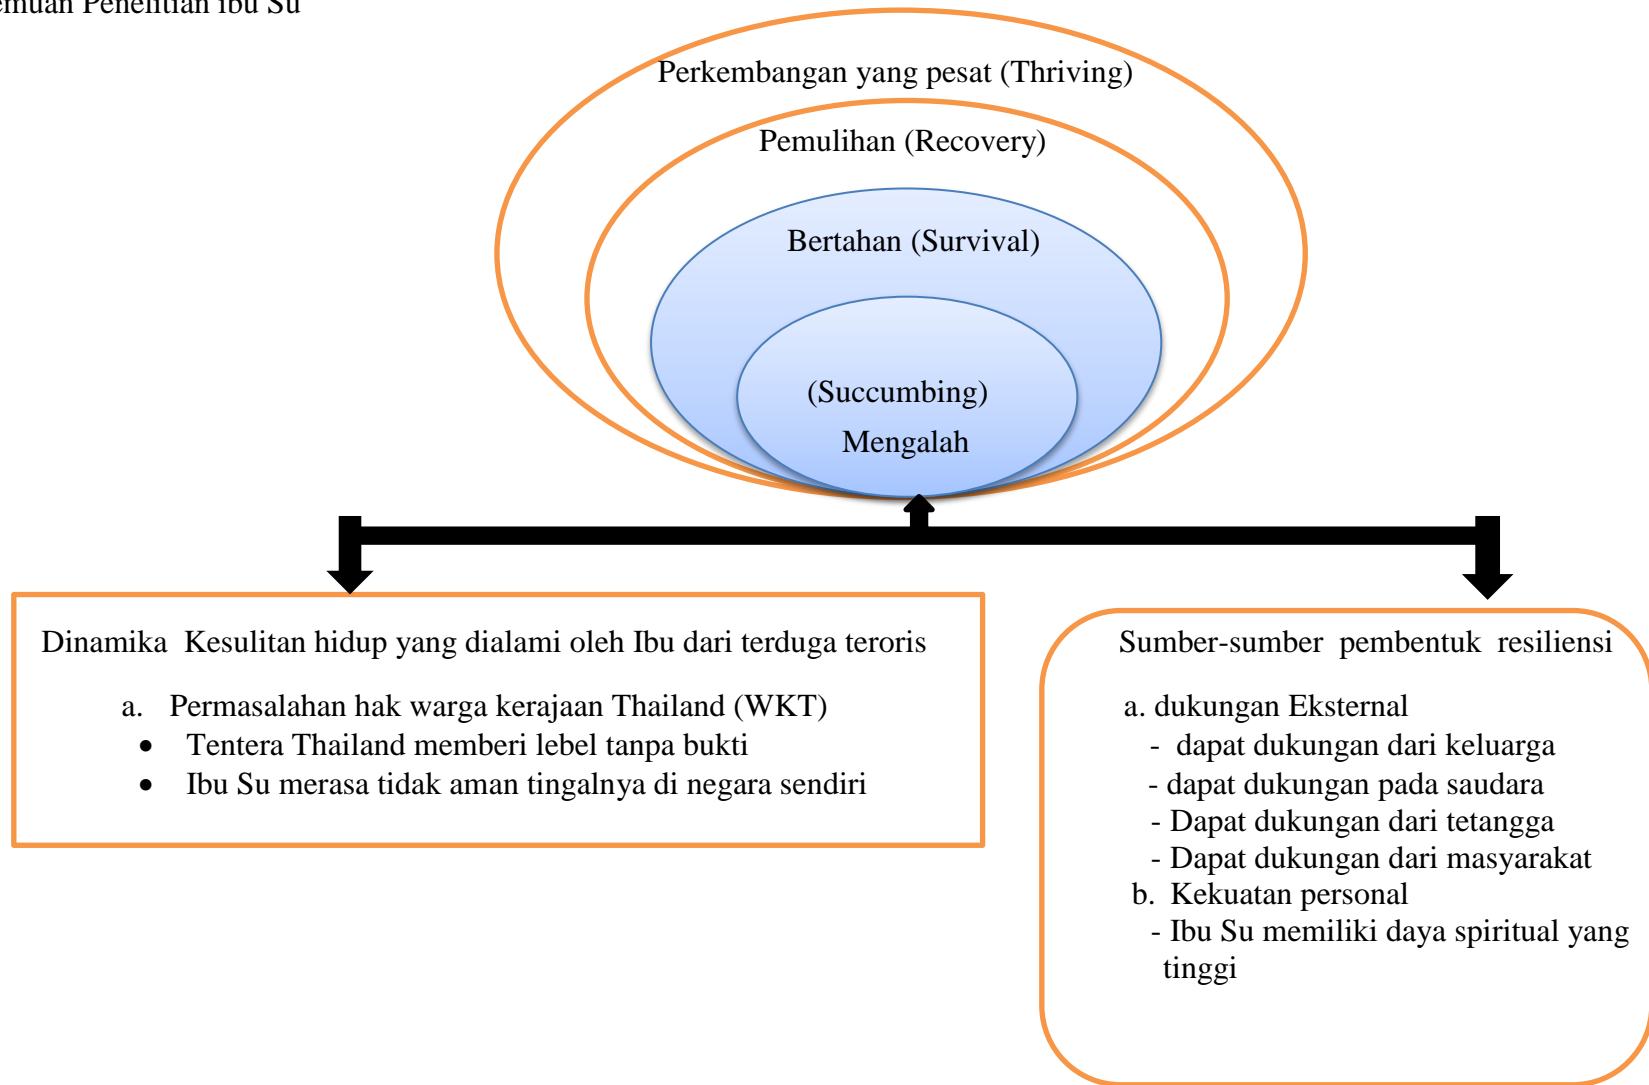 Penelitian ibu Su
Perkembangan yang pesat (Thriving)
Pemulihan (Recovery)
Bertahan (Survival)
(Succumbing)
Mengalah
Dinamika Kesulitan hidup yang dialami oleh Ibu dari terduga teroris
a. Permasalahan hak warga kerajaan Thailand (WKT)
• Tentera Thailand memberi lebel tanpa bukti
• Ibu Su merasa tidak aman tingalnya di negara sendiri
Sumber-sumber pembentuk resiliensi
a. dukungan Eksternal
- dapat dukungan dari keluarga
- dapat dukungan pada saudara
- Dapat dukungan dari tetangga
- Dapat dukungan dari masyarakat
b. Kekuatan personal
- Ibu Su memiliki daya spiritual yang
tinggi